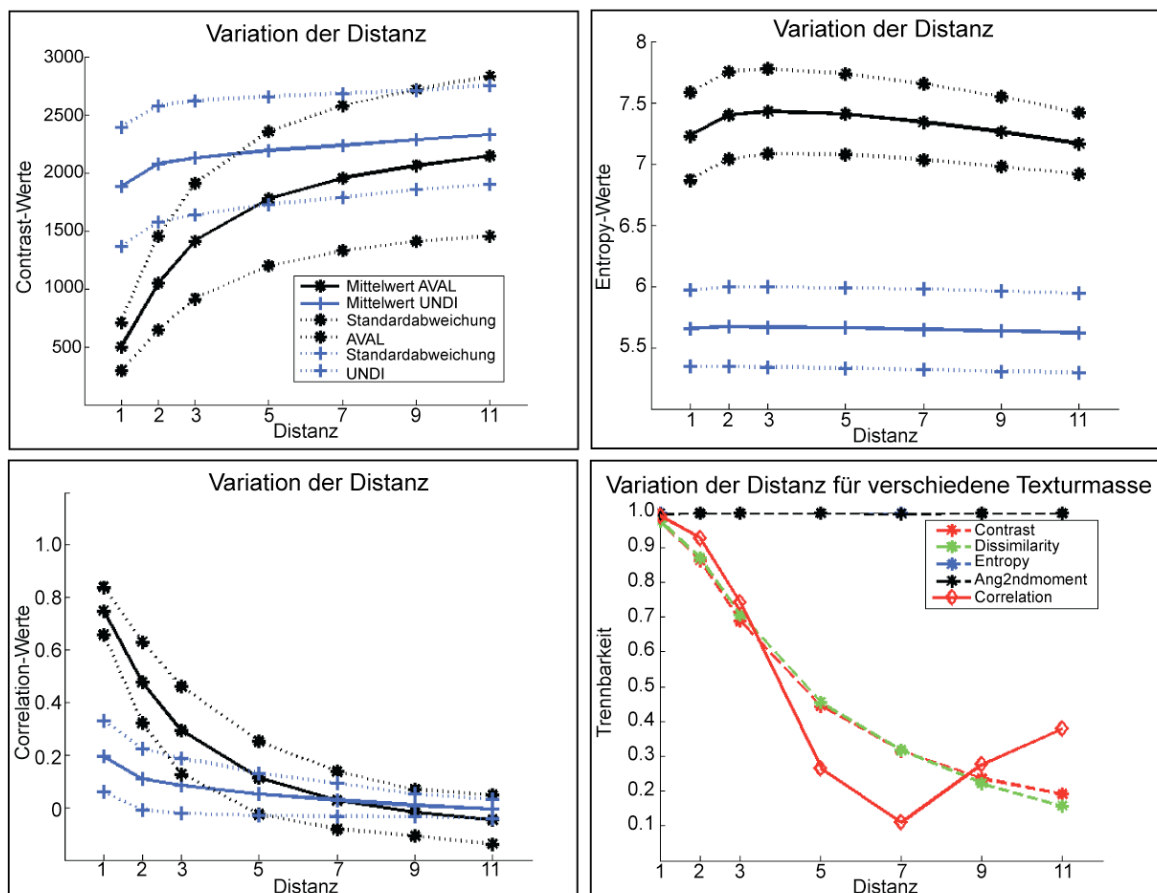 Variation der Distanz
3000
2500
2000
1500
1000
500
Contrast-Werte
Mittelwert AVAL
Mittelwert UNDI
Standardabweichung
AVAL
Standardabweichung
UNDI
1 2 3 5 7 9 11
Distanz
Variation der Distanz
8
7.5
7
6.5
6
5.5
Entropy-Werte
1 2 3 5 7 9 11
Distanz
Variation der Distanz
1.0
0.8
0.6
0.4
0.2
0
Correlation-Werte
1 2 3 5 7 9 11
Distanz
Variation der Distanz für verschiedene Texturmasse
1.0
0.9
0.8
0.7
0.6
0.5
0.4
0.3
0.2
0.1
Trennbarkeit
Contrast
Dissimilarity
Entropy
Ang2ndmoment
Correlation
1 2 3 5 7 9 11
Distanz